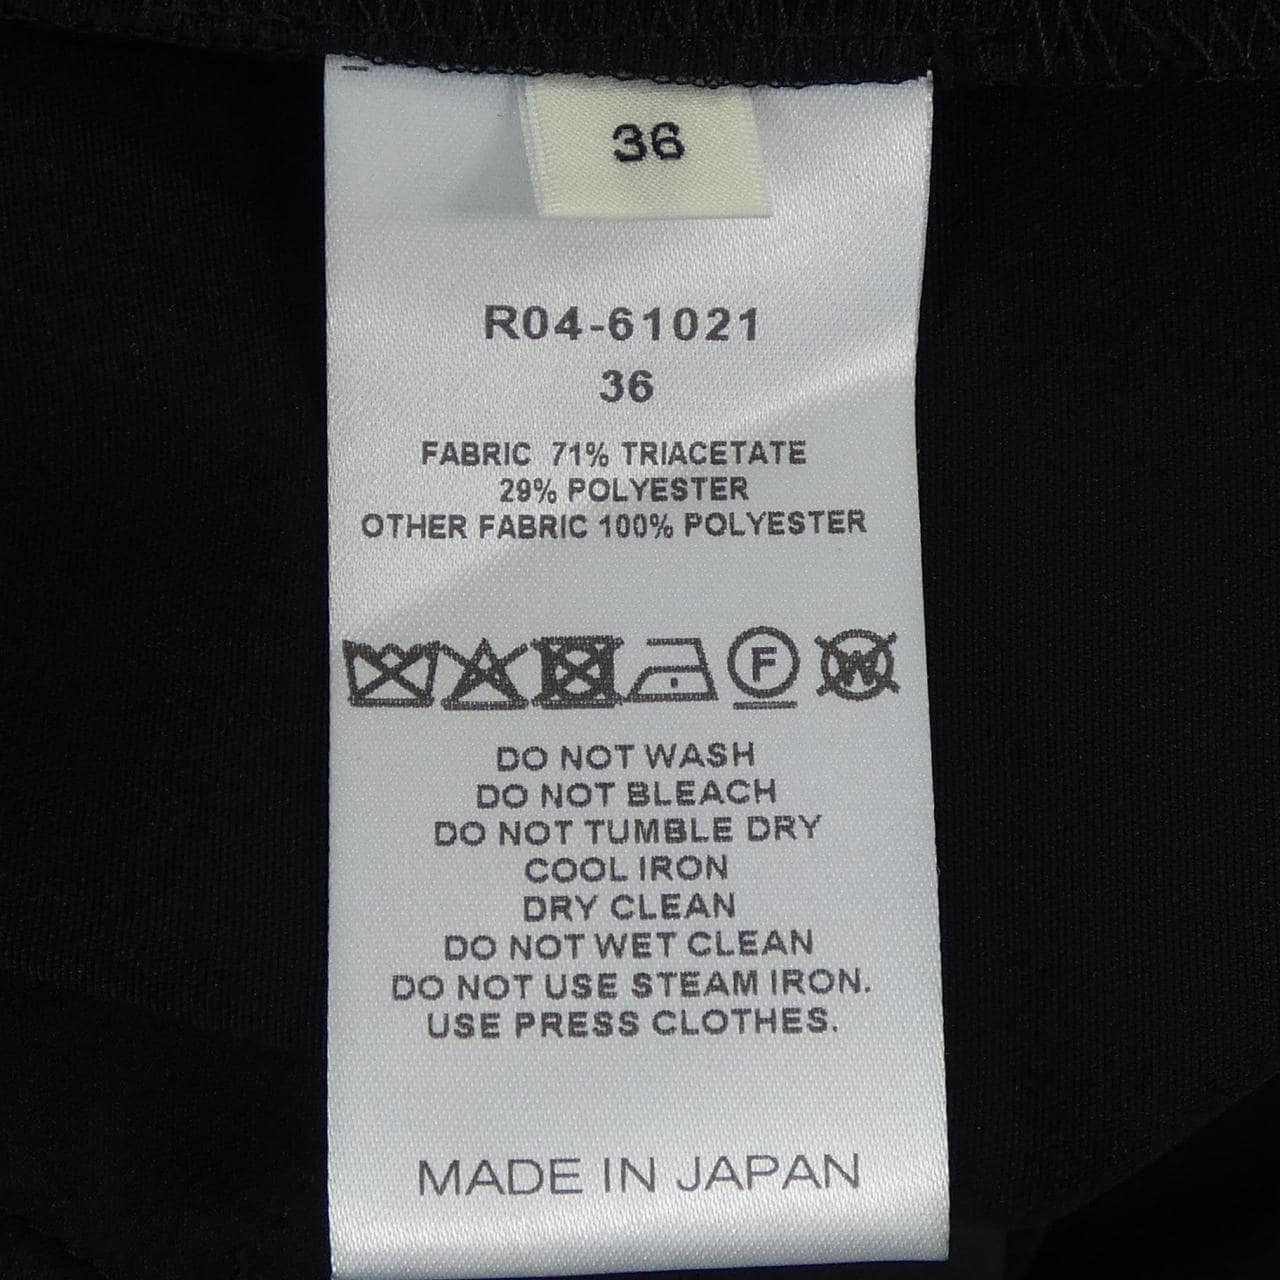 36
R04-61021
36
FABRIC 71% TRIACETATE
29% POLYESTER
OTHER FABRIC 100% POLYESTER
F W
DO NOT WASH
DO NOT BLEACH
DO NOT TUMBLE DRY
COOL IRON
DRY CLEAN
DO NOT WET CLEAN
DO NOT USE STEAM IRON.
USE PRESS CLOTHES.
MADE IN JAPAN